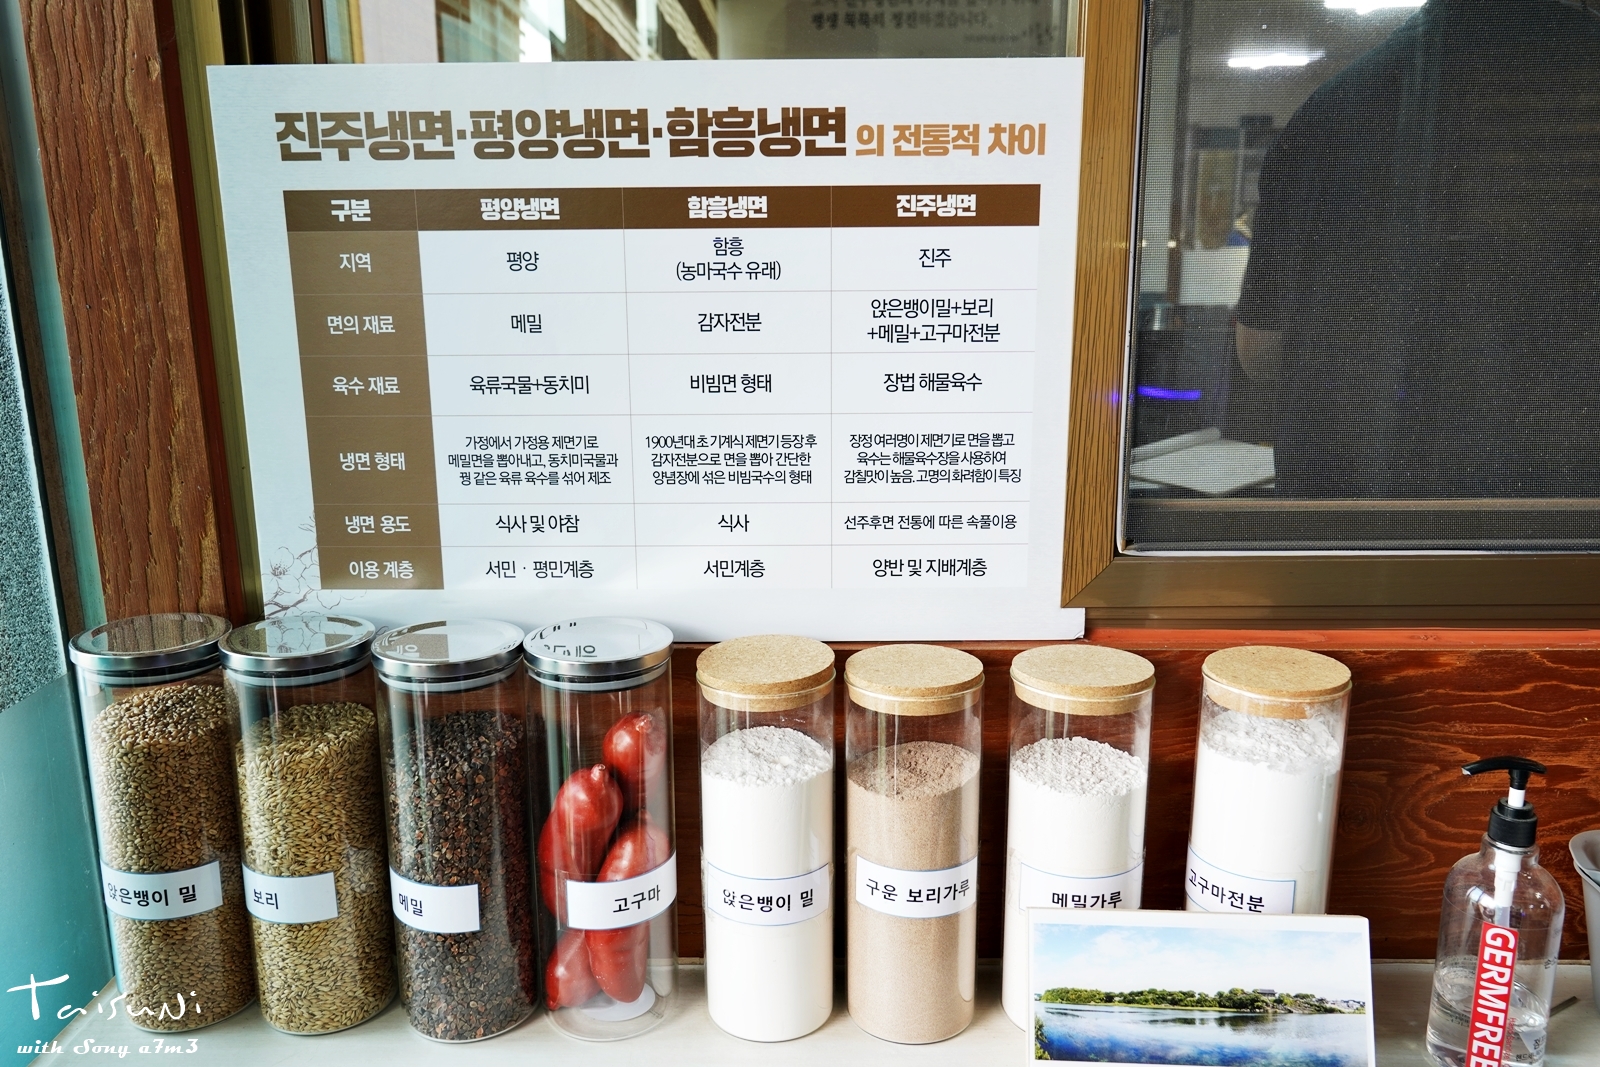 평생 묵묵히 정진하겠습니다.
진주냉면·평양냉면·함흥냉면 의 전통적 차이
구분 평양냉면 함흥냉면 진주냉면
지역 평양 함흥 (농마국수 유래) 진주
면의 재료 메밀 감자전분 앉은뱅이밀+보리 +메밀+고구마전분
육수 재료 육류국물+동치미 비빔면 형태 장법 해물육수
냉면 형태
가정에서 가정용 제면기로
메밀면을 뽑아내고, 동치미국물과
꿩 같은 육류 육수를 섞어 제조
1900년대 초 기계식 제면기 등장 후
감자전분으로 면을 뽑아 간단한
양념장에 섞은 비빔국수의 형태
장정 여러명이 제면기로 면을 뽑고
육수는 해물육수장을 사용하여
감칠맛이 높음. 고명의 화려함이 특징
냉면 용도 식사 및 야참 식사 선주후면 전통에 따른 속풀이용
이용 계층 서민·평민계층 서민계층 양반 및 지배계층
앉은뱅이 밀
보리
메밀
고구마
앉은뱅이 밀
구운 보리가루
메밀가루
고구마전분
GERMFREE
Taisuni
with Sony a7m3